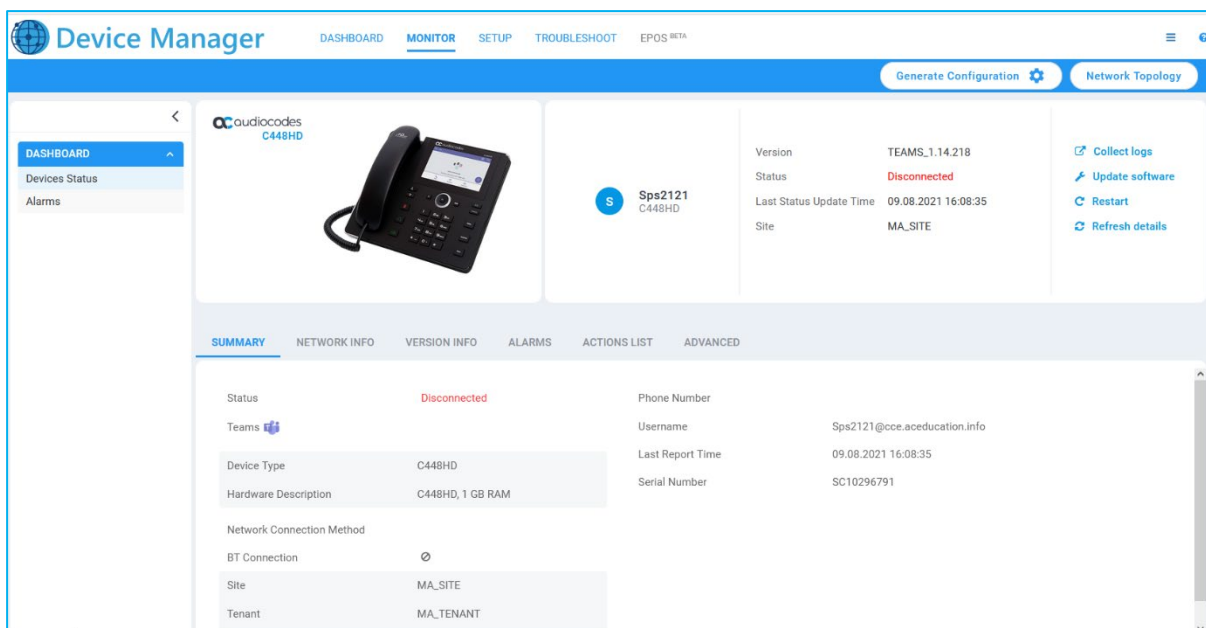 Device Manager
DASHBOARD MONITOR SETUP TROUBLESHOOT EPOS BETA
Generate Configuration Network Topology
DASHBOARD
Devices Status
Alarms
audiocodes
C448HD
S
Sps2121
C448HD
Version TEAMS_1.14.218
Status Disconnected
Last Status Update Time 09.08.2021 16:08:35
Site MA_SITE
Collect logs
Update software
Restart
Refresh details
SUMMARY NETWORK INFO VERSION INFO ALARMS ACTIONS LIST ADVANCED
Status Disconnected
Teams
Device Type C448HD
Hardware Description C448HD, 1 GB RAM
Network Connection Method
BT Connection
Site MA_SITE
Tenant MA_TENANT
Phone Number
Username Sps2121@cce.aceducation.info
Last Report Time 09.08.2021 16:08:35
Serial Number SC10296791